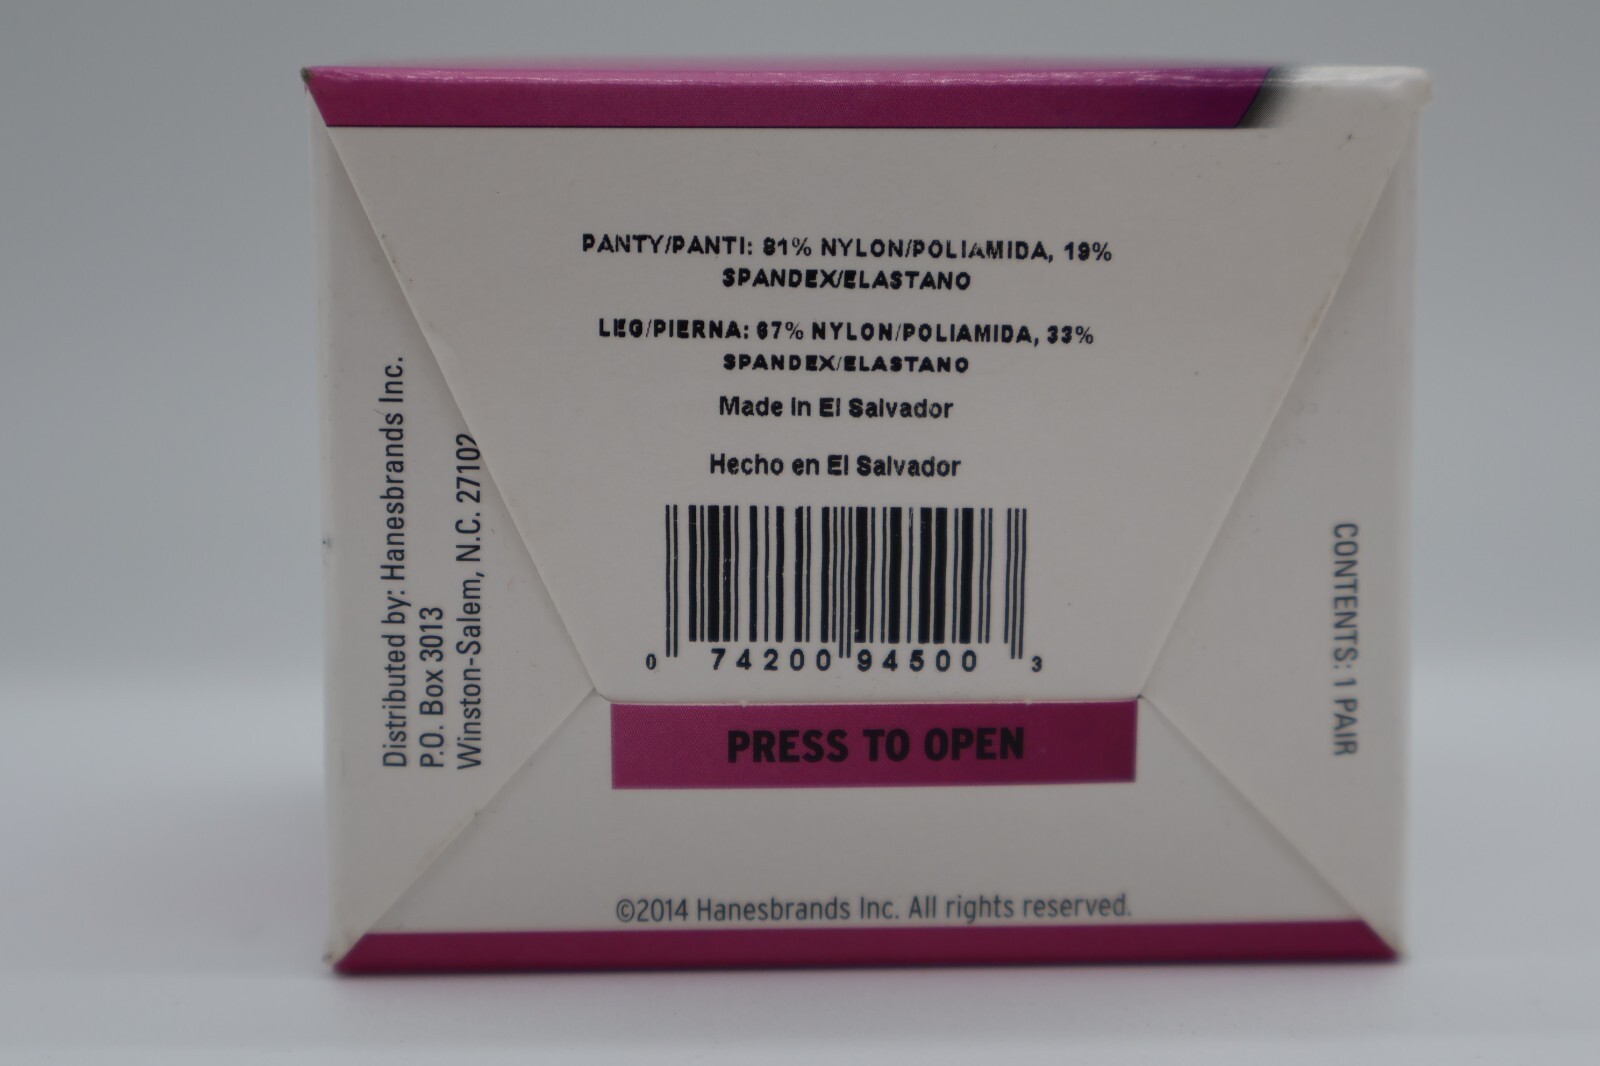 PANTY/PANTI: 81% NYLON/POLIAMIDA, 19%
SPANDEX/ELASTANO
LEG/PIERNA: 67% NYLON/POLIAMIDA, 33%
SPANDEX/ELASTANO
Made in El Salvador
Hecho en El Salvador
0 74200 94500 3
PRESS TO OPEN
©2014 Hanesbrands Inc. All rights reserved.
Distributed by: Hanesbrands Inc.
P.O. Box 3013
Winston-Salem, N.C. 27102
CONTENTS: 1 PAIR